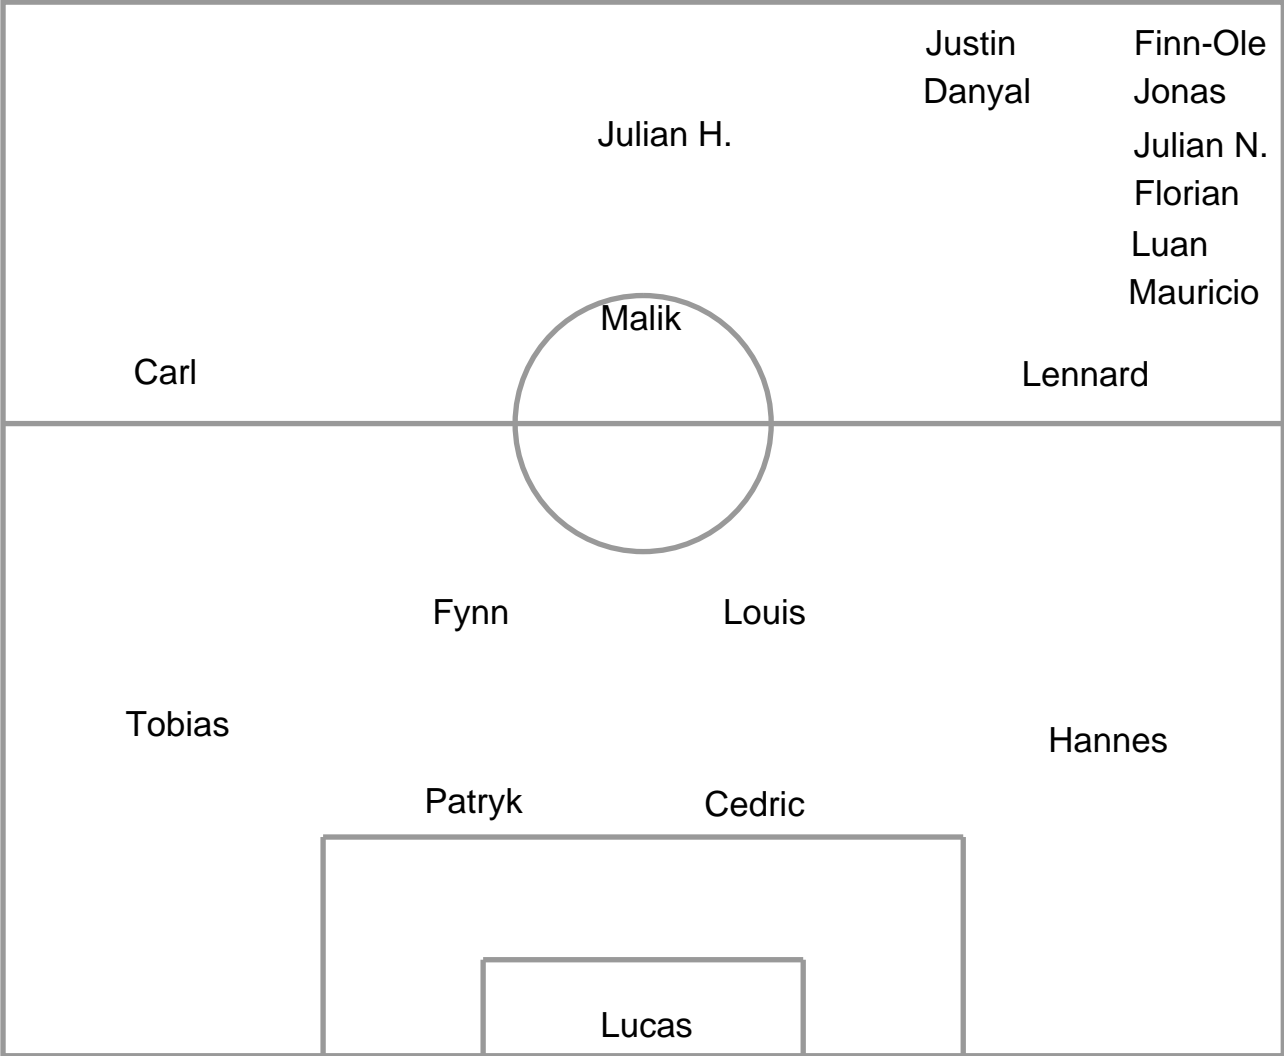 Justin Finn-Ole
Danyal Jonas
Julian H.
Julian N.
Florian
Luan
Mauricio
Malik
Carl Lennard
Fynn Louis
Tobias Hannes
Patryk Cedric
Lucas